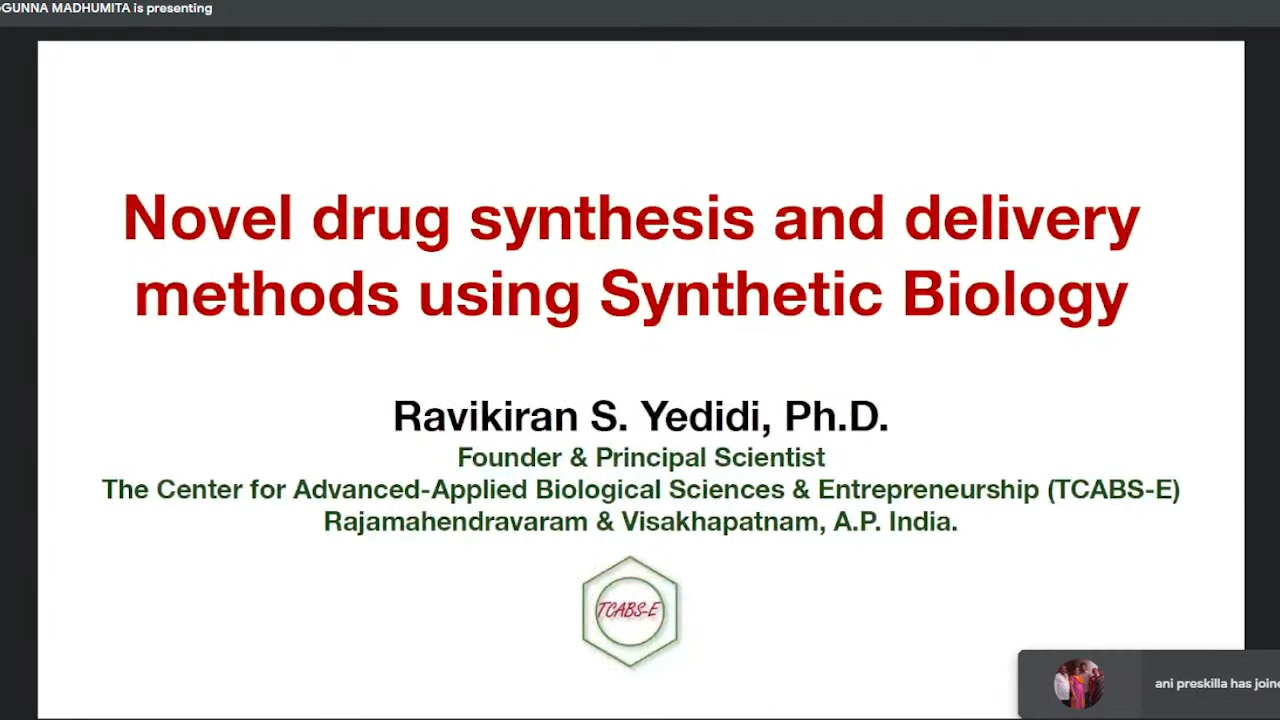 GUNNA MADHUMITA is presenting
Novel drug synthesis and delivery
methods using Synthetic Biology
Ravikiran S. Yedidi, Ph.D.
Founder & Principal Scientist
The Center for Advanced-Applied Biological Sciences & Entrepreneurship (TCABS-E)
Rajamahendravaram & Visakhapatnam, A.P. India.
TCABS-E
ani preskilla has joine